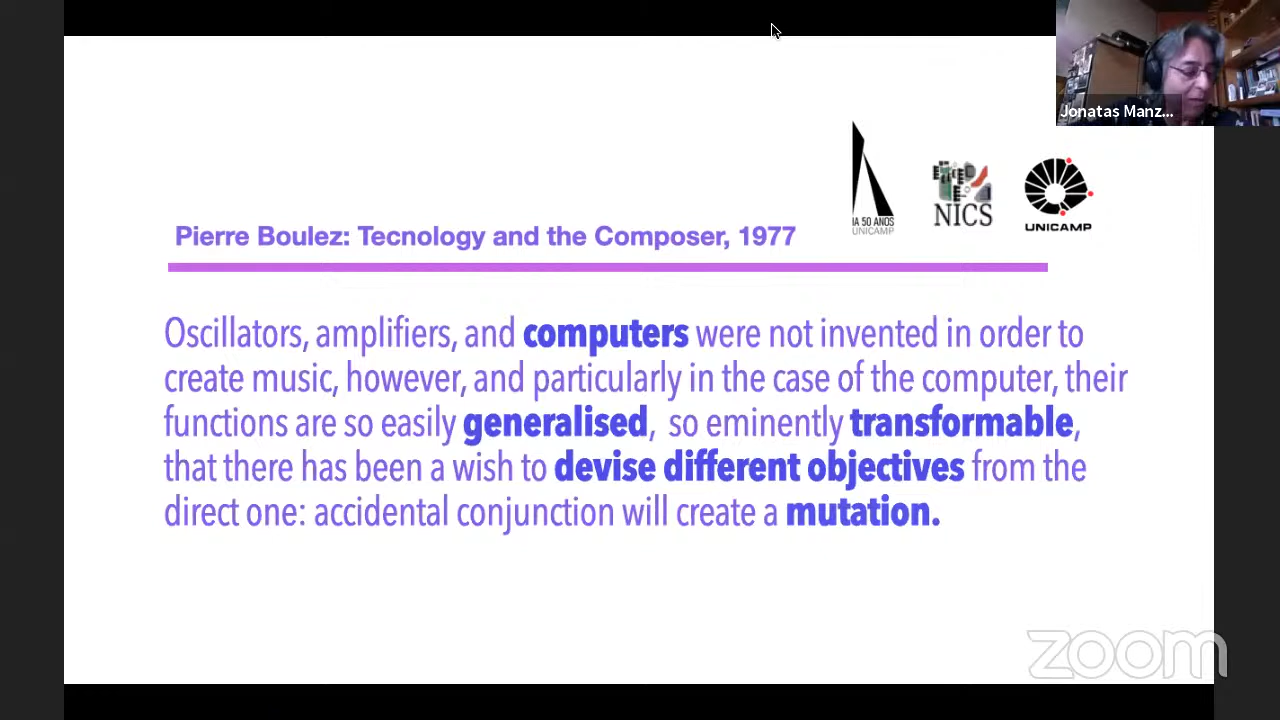 Jonatas Manz...
IA 50 ANOS
UNICAMP
NICS
UNICAMP
Pierre Boulez: Tecnology and the Composer, 1977
Oscillators, amplifiers, and computers were not invented in order to
create music, however, and particularly in the case of the computer, their
functions are so easily generalised, so eminently transformable,
that there has been a wish to devise different objectives from the
direct one: accidental conjunction will create a mutation.
zoom